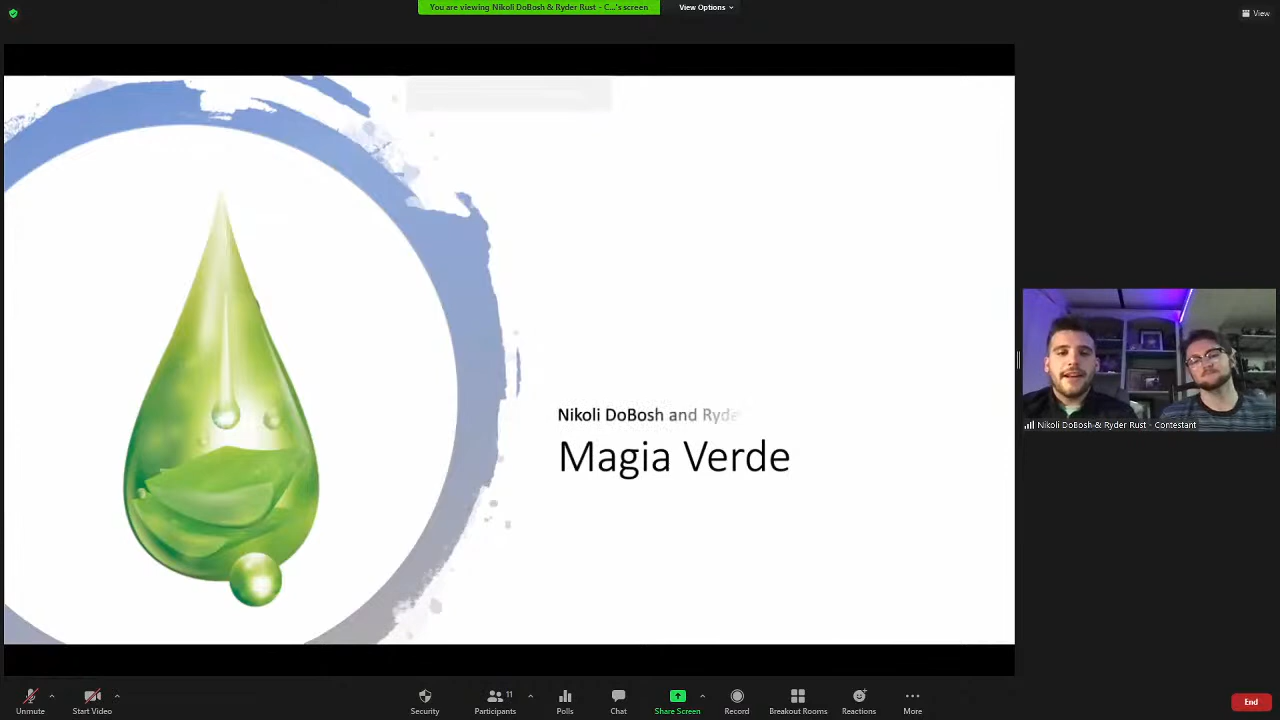 You are viewing Nikoli DoBosh & Ryder Rust - C...'s screen
View Options
View
Nikoli DoBosh and Ryde
Magia Verde
Nikoli DoBosh & Ryder Rust - Contestant
Unmute
Start Video
Security
Participants
11
Polls
Chat
Share Screen
Record
Breakout Rooms
Reactions
More
End